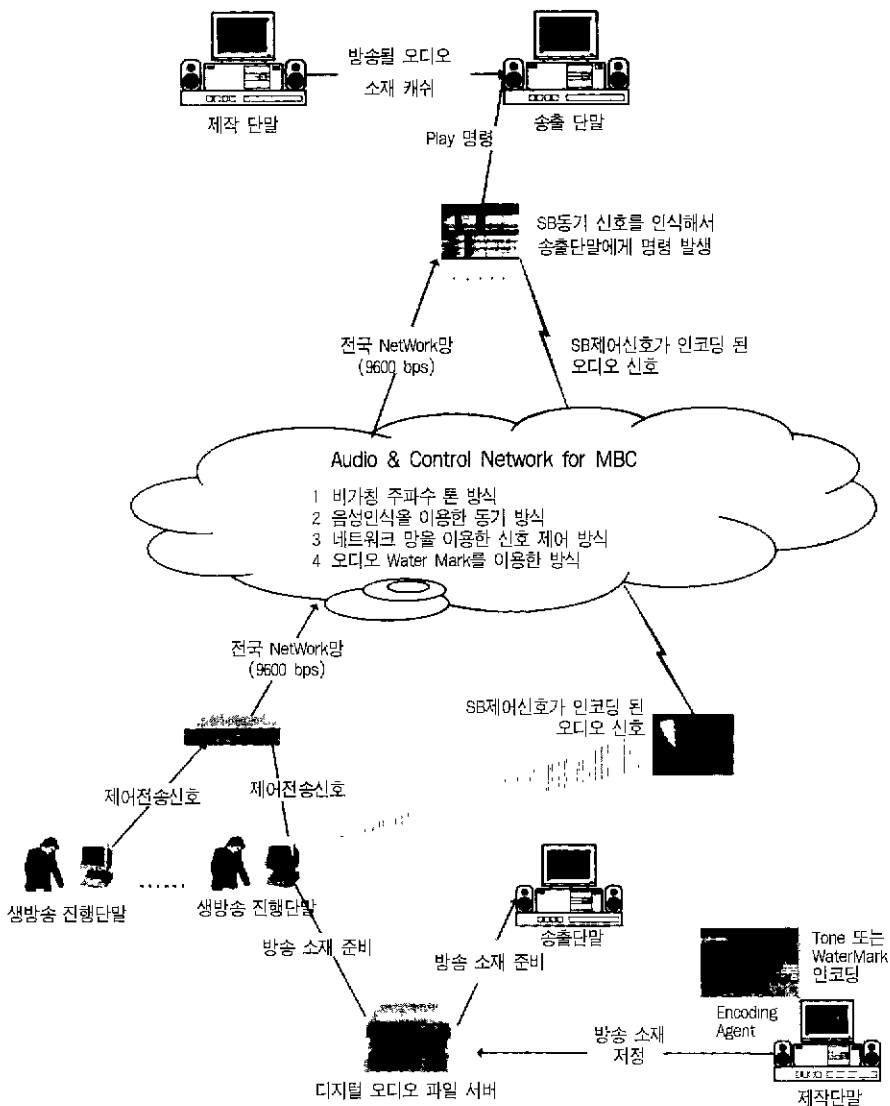 방송될 오디오
소재 캐쉬
제작 단말
송출 단말
Play 명령
SB동기 신호를 인식해서
송출단말에게 명령 발생
전국 NetWork망
(9600 bps)
SB제어신호가 인코딩 된
오디오 신호
Audio & Control Network for MBC
1 비가청 주파수 톤 방식
2 음성인식을 이용한 동기 방식
3 네트워크 망을 이용한 신호 제어 방식
4 오디오 Water Mark를 이용한 방식
전국 NetWork망
(9600 bps)
SB제어신호가 인코딩 된
오디오 신호
제어전송신호
제어전송신호
생방송 진행단말
생방송 진행단말
송출단말
방송 소재 준비
방송 소재 준비
Tone 또는
WaterMark
인코딩
Encoding
Agent
방송 소재
저장
디지털 오디오 파일 서버
제작단말